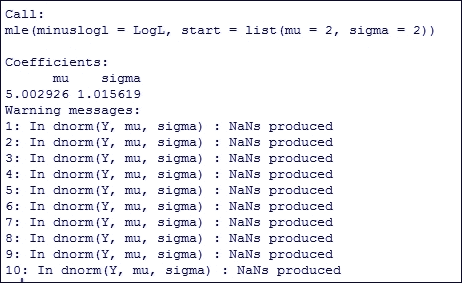 Call:
mle(minuslogl = LogL, start = list(mu = 2, sigma = 2))
Coefficients:
mu sigma
5.002926 1.015619
Warning messages:
1: In dnorm(Y, mu, sigma) : NaNs produced
2: In dnorm(Y, mu, sigma) : NaNs produced
3: In dnorm(Y, mu, sigma) : NaNs produced
4: In dnorm(Y, mu, sigma) : NaNs produced
5: In dnorm(Y, mu, sigma) : NaNs produced
6: In dnorm(Y, mu, sigma) : NaNs produced
7: In dnorm(Y, mu, sigma) : NaNs produced
8: In dnorm(Y, mu, sigma) : NaNs produced
9: In dnorm(Y, mu, sigma) : NaNs produced
10: In dnorm(Y, mu, sigma) : NaNs produced